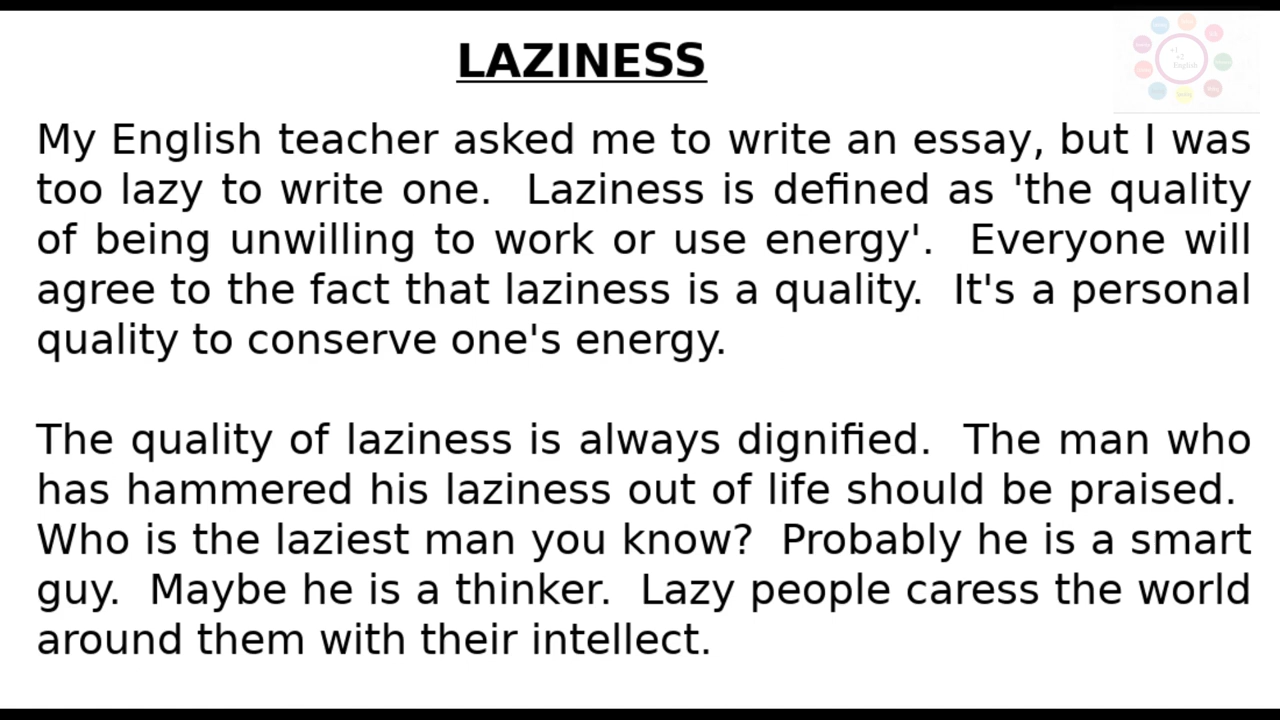 LAZINESS
My English teacher asked me to write an essay, but I was
too lazy to write one.  Laziness is defined as 'the quality
of being unwilling to work or use energy'.  Everyone will
agree to the fact that laziness is a quality.  It's a personal
quality to conserve one's energy.
The quality of laziness is always dignified.  The man who
has hammered his laziness out of life should be praised.
Who is the laziest man you know?  Probably he is a smart
guy.  Maybe he is a thinker.  Lazy people caress the world
around them with their intellect.
+1
+2
English